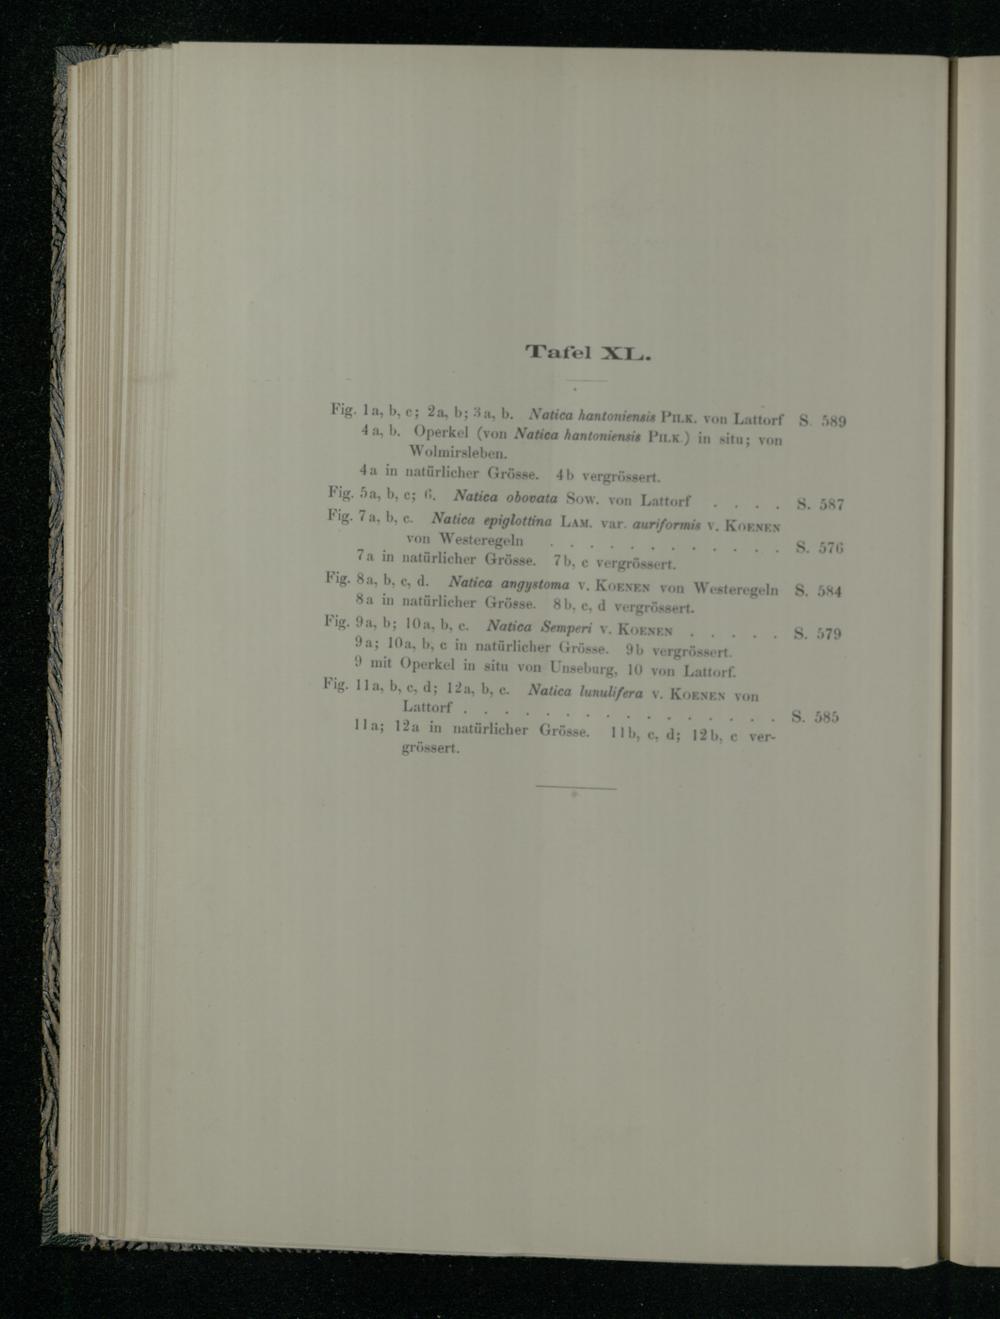 Tafel XL.
Fig. 1a, b, c; 2a, b; 3a, b. Natica hantoniensis Pilk. von Lattorf S. 589
4a, b. Operkel (von Natica hantoniensis Pilk.) in situ; von
Wolmirsleben.
4a in natürlicher Grösse. 4b vergrössert.
Fig. 5a, b, c; 6. Natica obovata Sow. von Lattorf . . . . S. 587
Fig. 7a, b, c. Natica epiglottina Lam. var. auriformis v. Koenen
von Westeregeln . . . . . . . . . . . . S. 576
7a in natürlicher Grösse. 7b, c vergrössert.
Fig. 8a, b, c, d. Natica angystoma v. Koenen von Westeregeln S. 584
8a in natürlicher Grösse. 8b, c, d vergrössert.
Fig. 9a, b; 10a, b, c. Natica Semperi v. Koenen . . . . . S. 579
9a; 10a, b, c in natürlicher Grösse. 9b vergrössert.
9 mit Operkel in situ von Unseburg, 10 von Lattorf.
Fig. 11a, b, c, d; 12a, b, c. Natica lunulifera v. Koenen von
Lattorf . . . . . . . . . . . . . . . . S. 585
11a; 12a in natürlicher Grösse. 11b, c, d; 12b, c ver-
grössert.